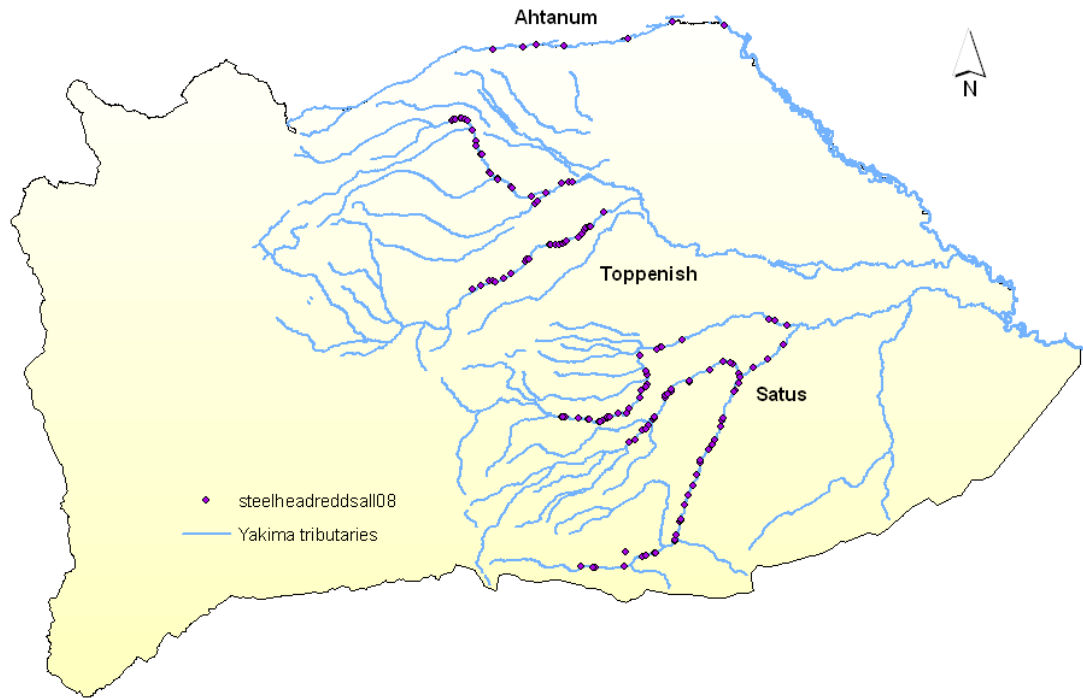 Ahtanum
N
Toppenish
Satus
steelheadreddsall08
Yakima tributaries